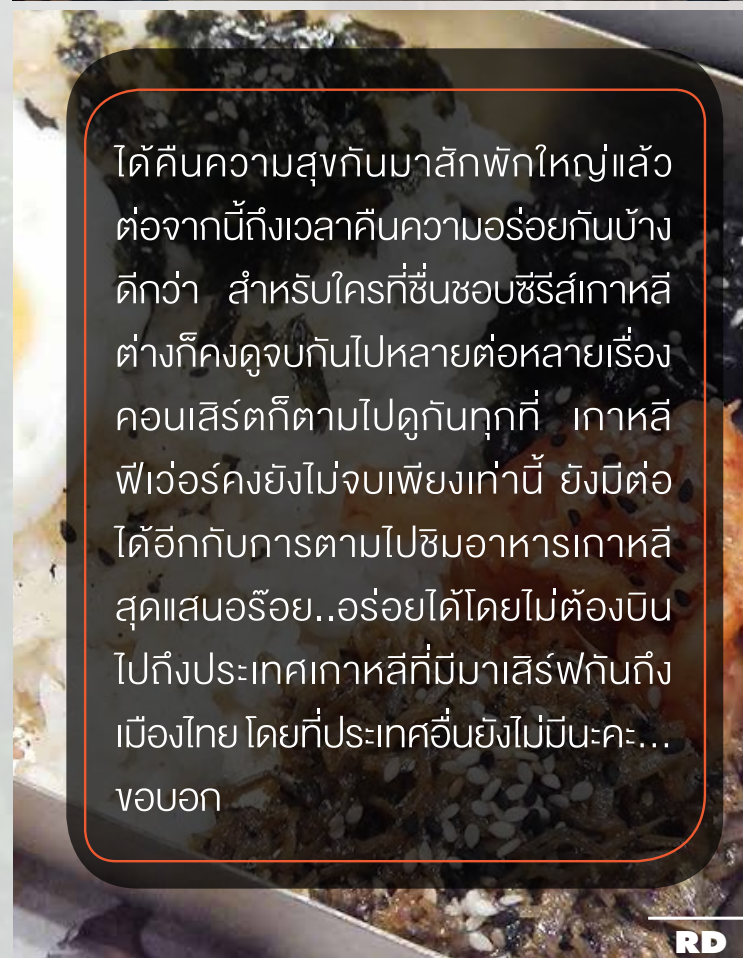 ได้คืนความสุขกันมาสักพักใหญ่แล้ว
ต่อจากนี้ถึงเวลาคืนความอร่อยกันบ้าง
ดีกว่า สำหรับใครที่ชื่นชอบซีรีส์เกาหลี
ต่างก็คงดูจบกันไปหลายต่อหลายเรื่อง
คอนเสิร์ตก็ตามไปดูกันทุกที่ เกาหลี
ฟีเว่อร์คงยังไม่จบเพียงเท่านี้ ยังมีต่อ
ได้อีกกับการตามไปชิมอาหารเกาหลี
สุดแสนอร๊อย..อร่อยได้โดยไม่ต้องบิน
ไปถึงประเทศเกาหลีที่มีมาเสิร์ฟกันถึง
เมืองไทย โดยที่ประเทศอื่นยังไม่มีนะคะ...
ขอบอก
RD